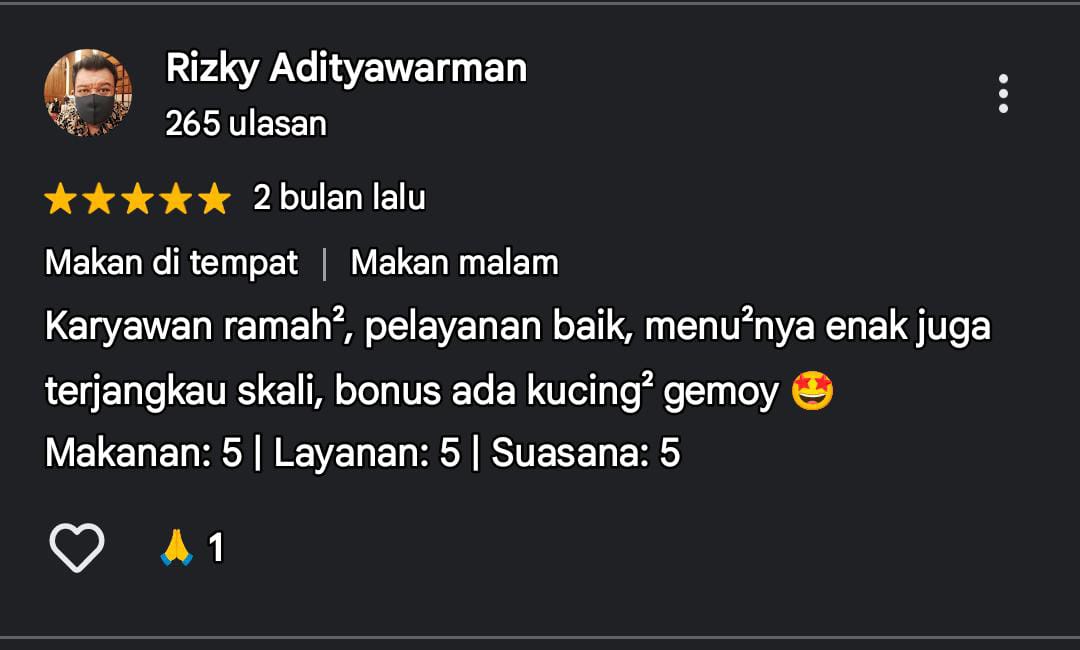 Rizky Adityawarman
265 ulasan
2 bulan lalu
Makan di tempat | Makan malam
Karyawan ramah², pelayanan baik, menu²nya enak juga
terjangkau skali, bonus ada kucing² gemoy 🤩
Makanan: 5 | Layanan: 5 | Suasana: 5
🙏 1